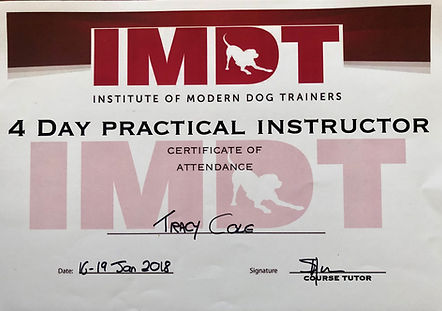 IMDT
INSTITUTE OF MODERN DOG TRAINERS
4 DAY PRACTICAL INSTRUCTOR
CERTIFICATE OF
ATTENDANCE
IMDT
TRACY COLE
Date: 16-19 Jan 2018 Signature
COURSE TUTOR